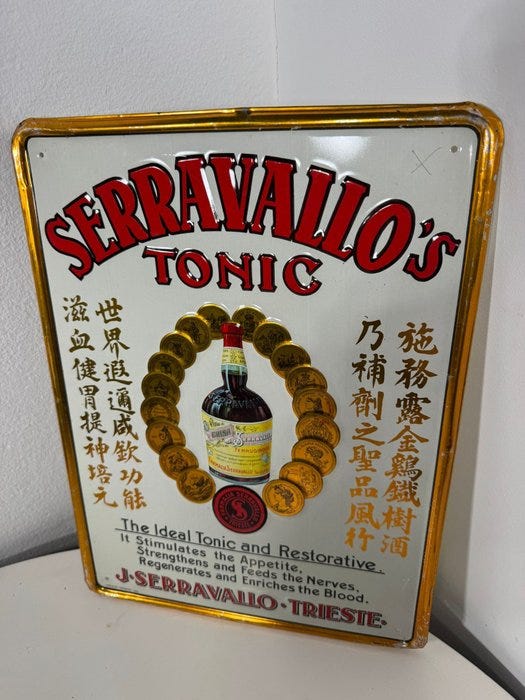 SERRAVALLO'S
TONIC
施務露金鷄鐵樹酒
乃補劑之聖品風行
世界遐邇咸欽功能
滋血健胃提神培元
SERRAVALLO
Serravallo
S
The Ideal Tonic and Restorative.
It Stimulates the Appetite,
Strengthens and Feeds the Nerves,
Regenerates and Enriches the Blood.
J·SERRAVALLO·TRIESTE·